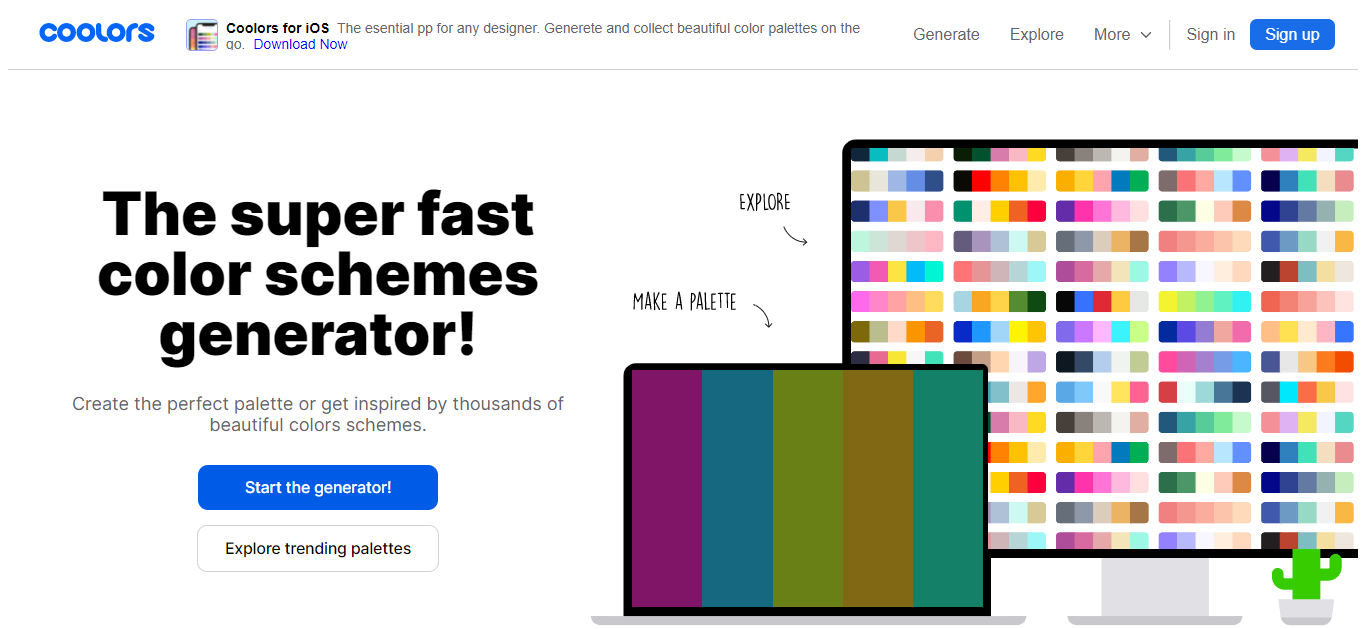 coolors
Coolors for iOS The esential pp for any designer. Generete and collect beautiful color palettes on the
go. Download Now
Generate Explore More Sign in Sign up
EXPLORE
MAKE A PALETTE
The super fast
color schemes
generator!
Create the perfect palette or get inspired by thousands of
beautiful colors schemes.
Start the generator!
Explore trending palettes